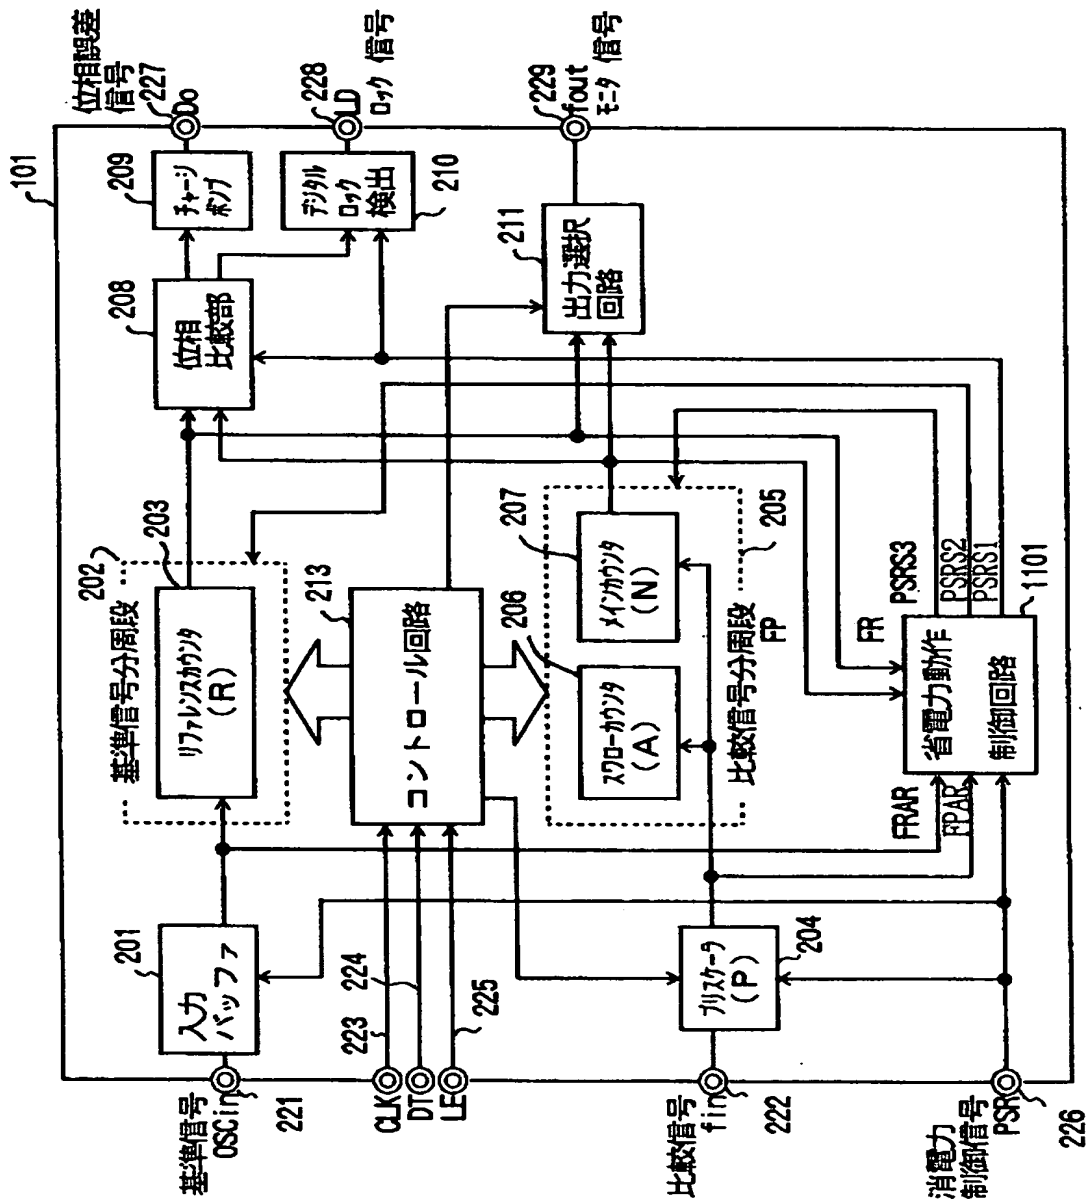 101
基準信号
OSCin
221
入力
バッファ
201
202
基準信号分周段
リファレンスカウンタ
(R)
203
位相
比較部
208
チャージ
ポンプ
209
位相誤差
信号
227
Do
デジタル
ロック
検出
210
228
LD
ロック 信号
CLK
DT
LE
223
224
225
コントロール回路
213
出力選択
回路
211
229
fout
モニタ 信号
スワローカウンタ
(A)
206
メインカウンタ
(N)
207
205
比較信号分周段
FP
FR
比較信号
fin
222
プリスケーラ
(P)
204
FRAR
FPAR
省電力動作
制御回路
1101
PSRS3
PSRS2
PSRS1
消電力
制御信号
PSR
226